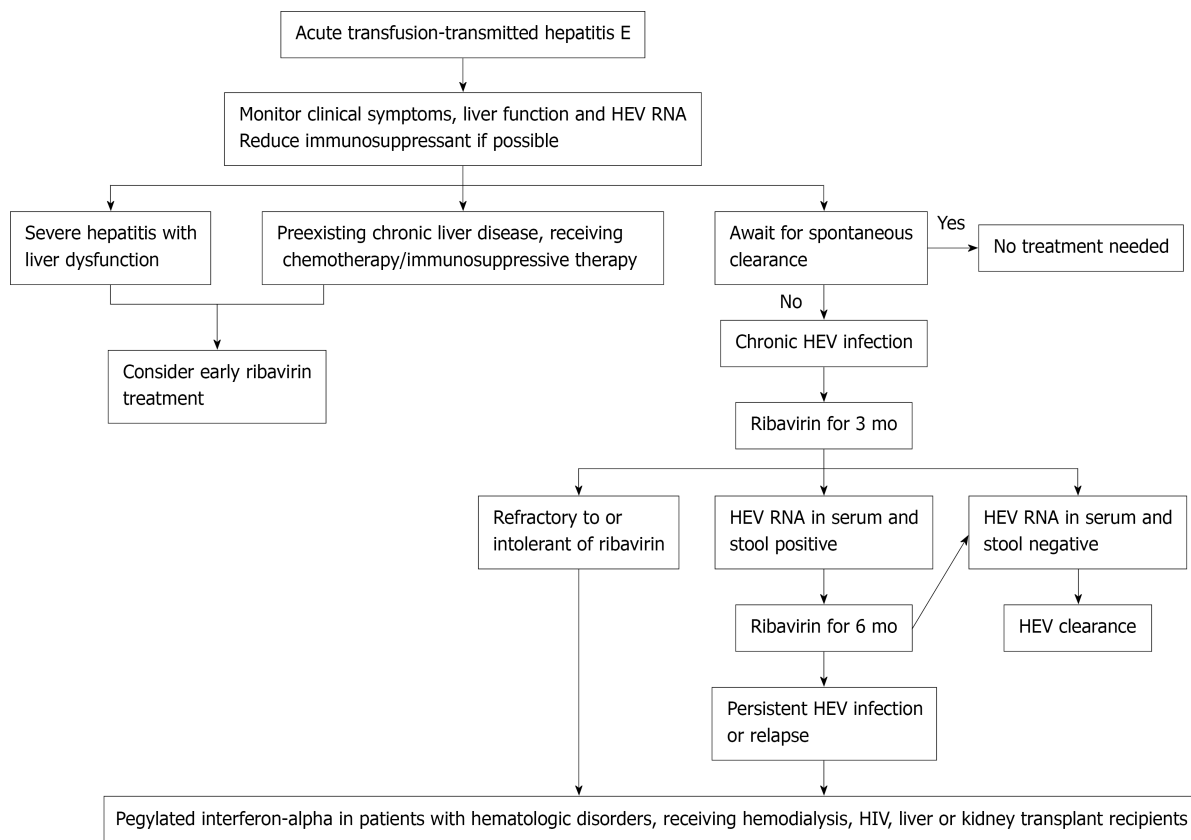 Acute transfusion-transmitted hepatitis E
Monitor clinical symptoms, liver function and HEV RNA
Reduce immunosuppressant if possible
Severe hepatitis with
liver dysfunction
Preexisting chronic liver disease, receiving
chemotherapy/immunosuppressive therapy
Await for spontaneous
clearance
Yes
No treatment needed
No
Chronic HEV infection
Consider early ribavirin
treatment
Ribavirin for 3 mo
Refractory to or
intolerant of ribavirin
HEV RNA in serum and
stool positive
HEV RNA in serum and
stool negative
Ribavirin for 6 mo
HEV clearance
Persistent HEV infection
or relapse
Pegylated interferon-alpha in patients with hematologic disorders, receiving hemodialysis, HIV, liver or kidney transplant recipients